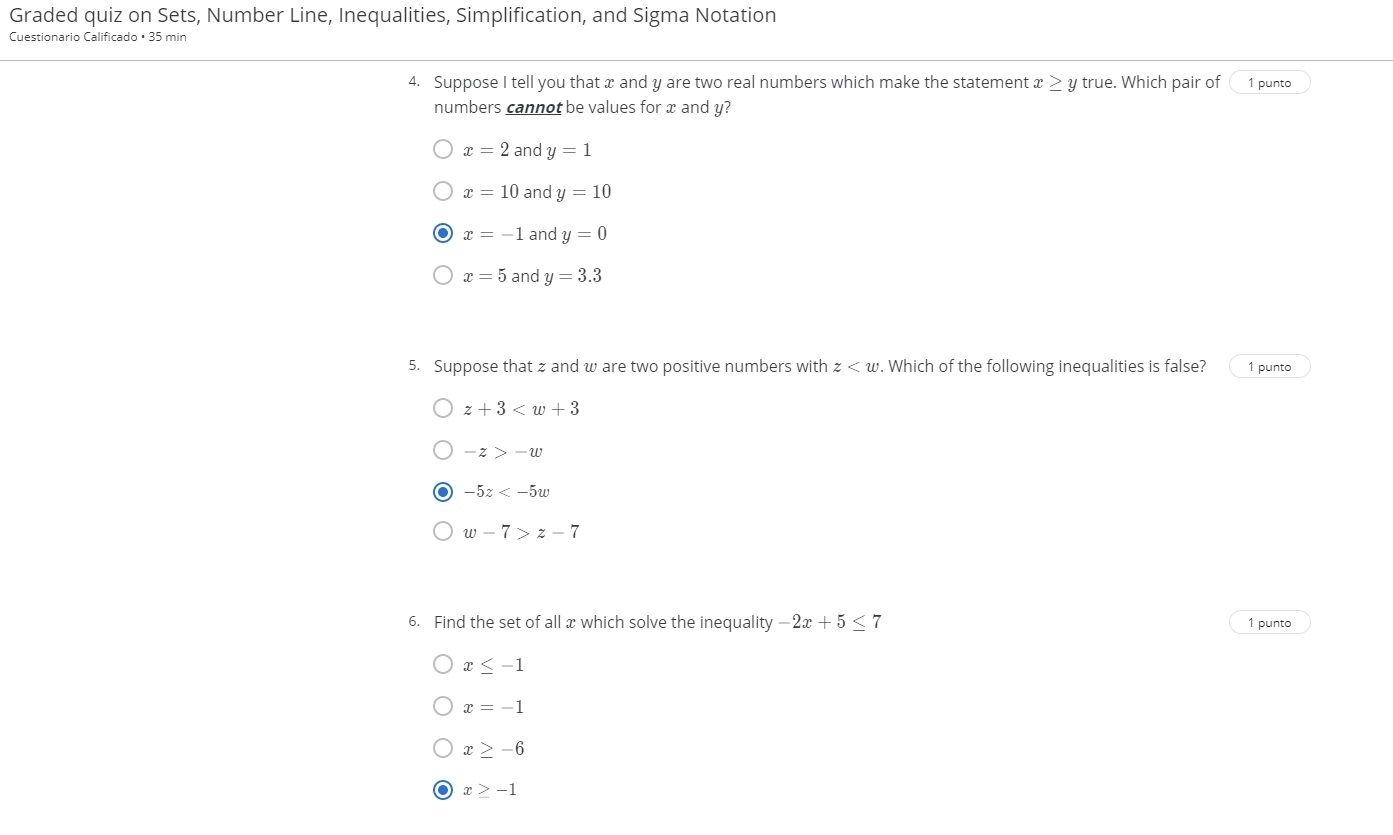 Graded quiz on Sets, Number Line, Inequalities, Simplification, and Sigma Notation
Cuestionario Calificado • 35 min
4. Suppose I tell you that x and y are two real numbers which make the statement x ≥ y true. Which pair of 1 punto
numbers cannot be values for x and y?
x = 2 and y = 1
x = 10 and y = 10
x = −1 and y = 0
x = 5 and y = 3.3
5. Suppose that z and w are two positive numbers with z < w. Which of the following inequalities is false? 1 punto
z + 3 < w + 3
−z > −w
−5z < −5w
w − 7 > z − 7
6. Find the set of all x which solve the inequality −2x + 5 ≤ 7 1 punto
x ≤ −1
x = −1
x ≥ −6
x ≥ −1